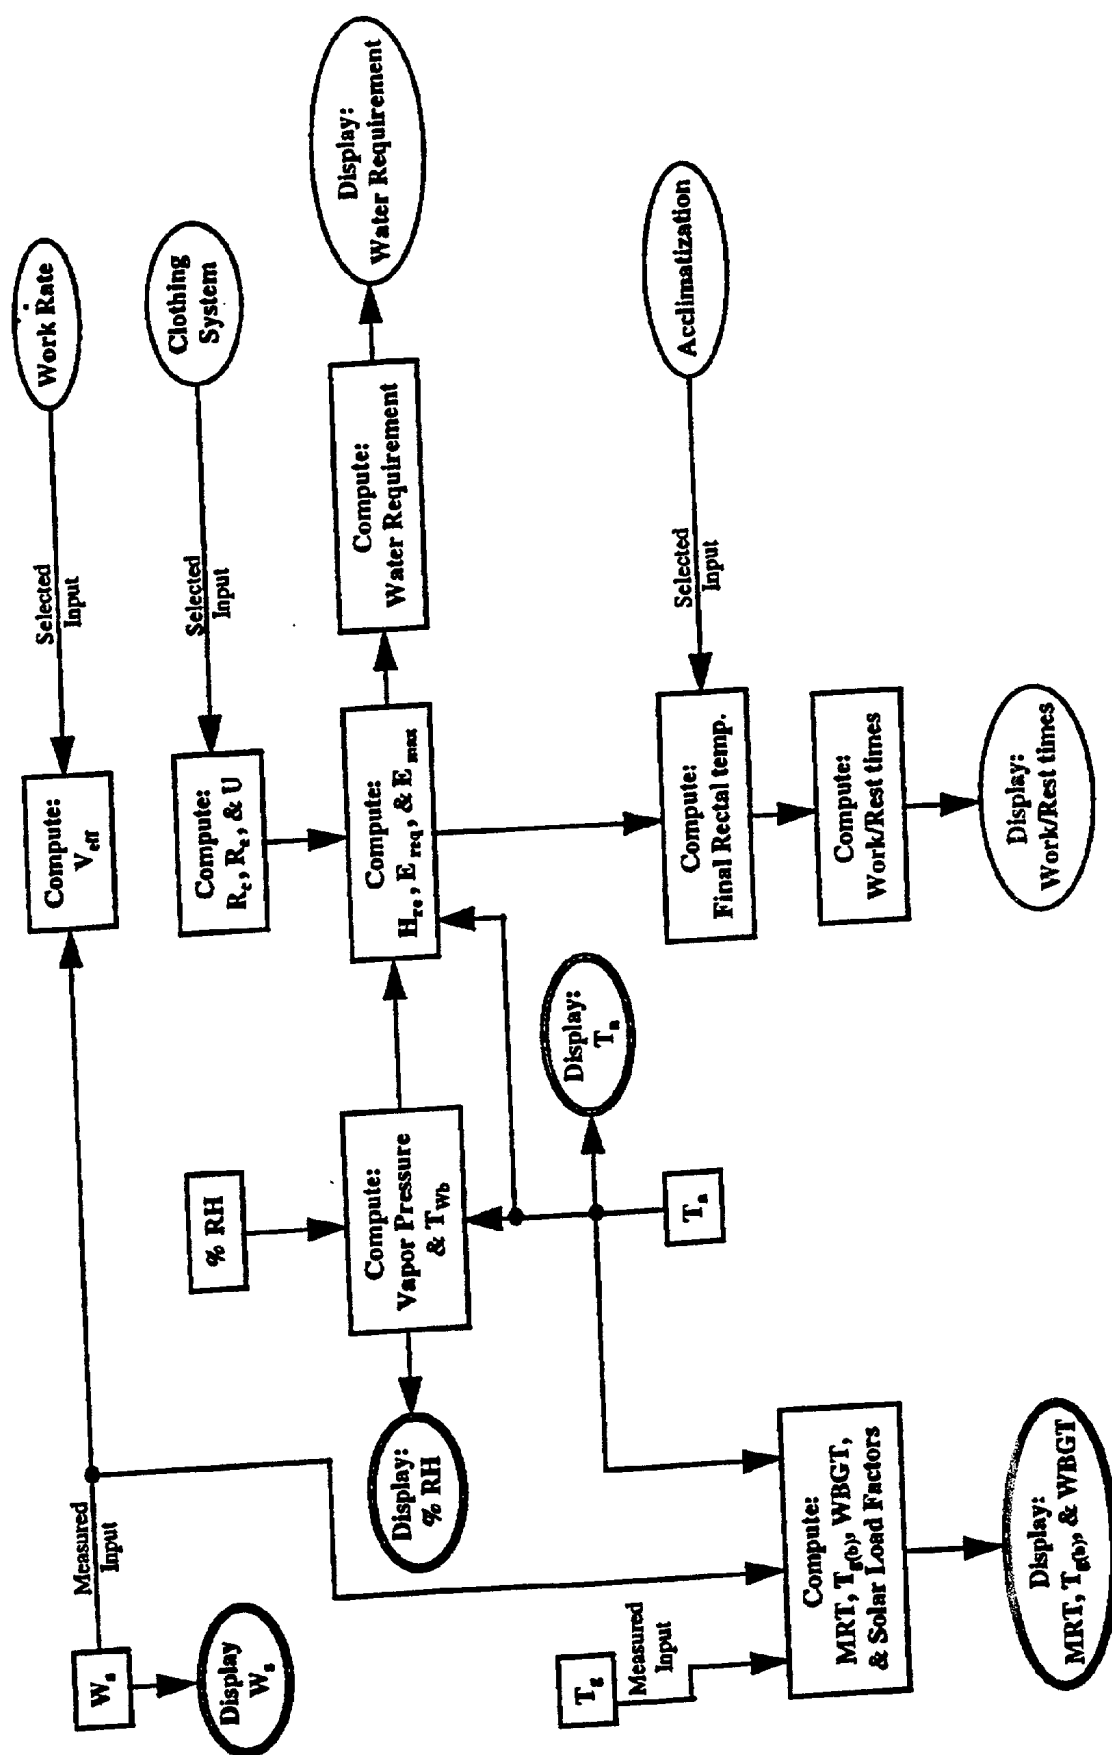 W_s
Measured
Input
Display
W_s
Compute:
V_eff
Selected
Input
Work Rate
Compute:
R_c, R_e, & U
Selected
Input
Clothing
System
% RH
Display:
% RH
Compute:
Vapor Pressure
& T_Wb
Compute:
H_re, E_req, & E_max
Compute:
Water Requirement
Display:
Water Requirement
T_a
Display:
T_a
T_g
Measured
Input
Compute:
MRT, T_g(b), WBGT,
& Solar Load Factors
Display:
MRT, T_g(b), & WBGT
Compute:
Final Rectal temp.
Selected
Input
Acclimatization
Compute:
Work/Rest times
Display:
Work/Rest times